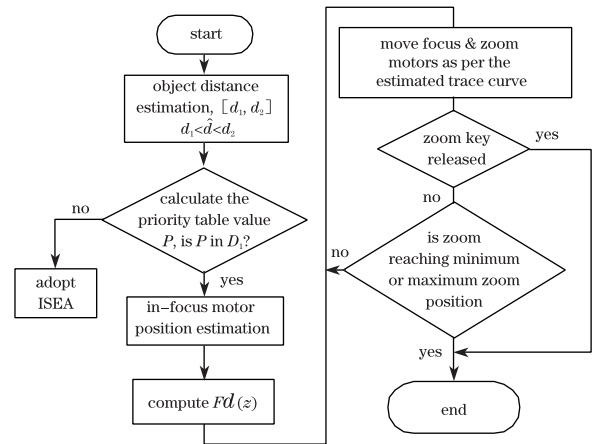 start
object distance
estimation, [d₁, d₂]
d₁<d̂<d₂
calculate the
priority table value
P, is P in D₁?
no
yes
adopt
ISEA
in-focus motor
position estimation
compute Fd(z)
move focus & zoom
motors as per the
estimated trace curve
zoom key
released
yes
no
is zoom
reaching minimum
or maximum zoom
position
no
yes
end